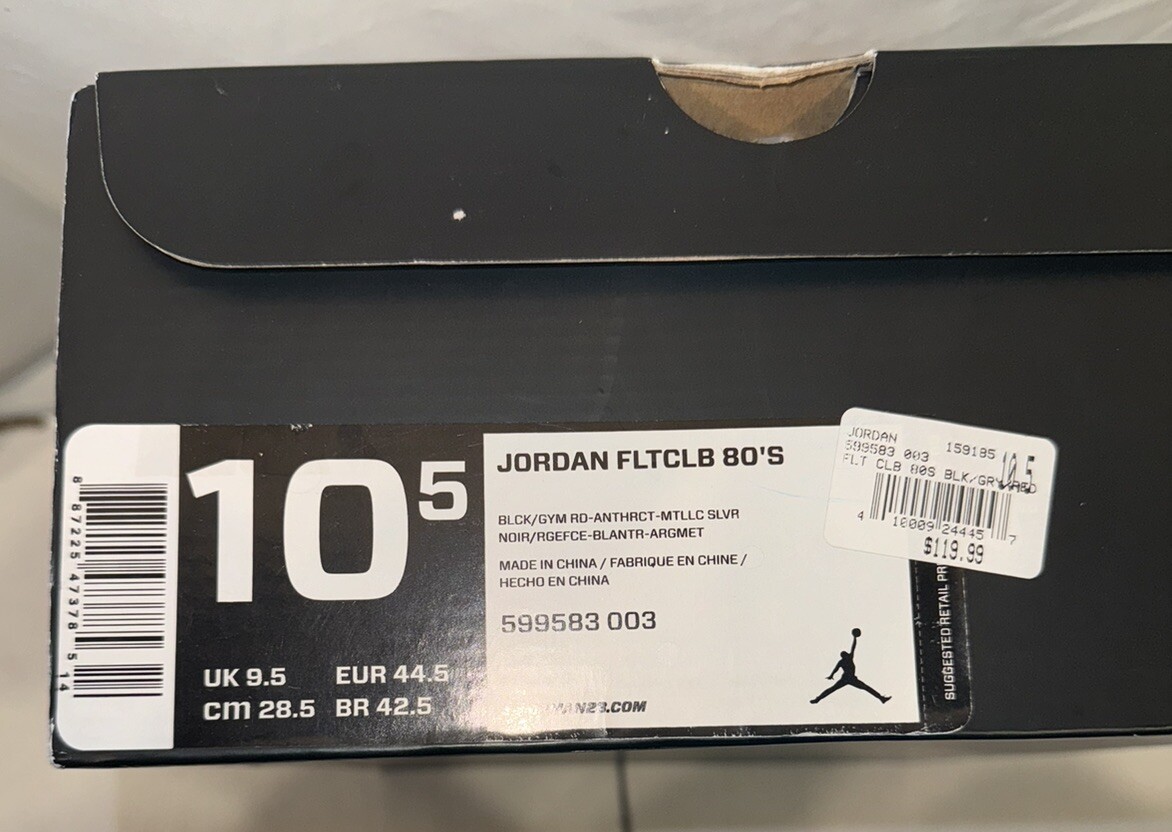 10 5
UK 9.5 EUR 44.5
cm 28.5 BR 42.5
8 87225 47378 5 14
JORDAN FLTCLB 80'S
BLCK/GYM RD-ANTHRCT-MTLLC SLVR
NOIR/RGEFCE-BLANTR-ARGMET
MADE IN CHINA / FABRIQUE EN CHINE /
HECHO EN CHINA
599583 003
JORDAN
599583 003 159195 10.5
FLT CLB 80S
4 10009 24445 7
$119.99
SUGGESTED RETAIL